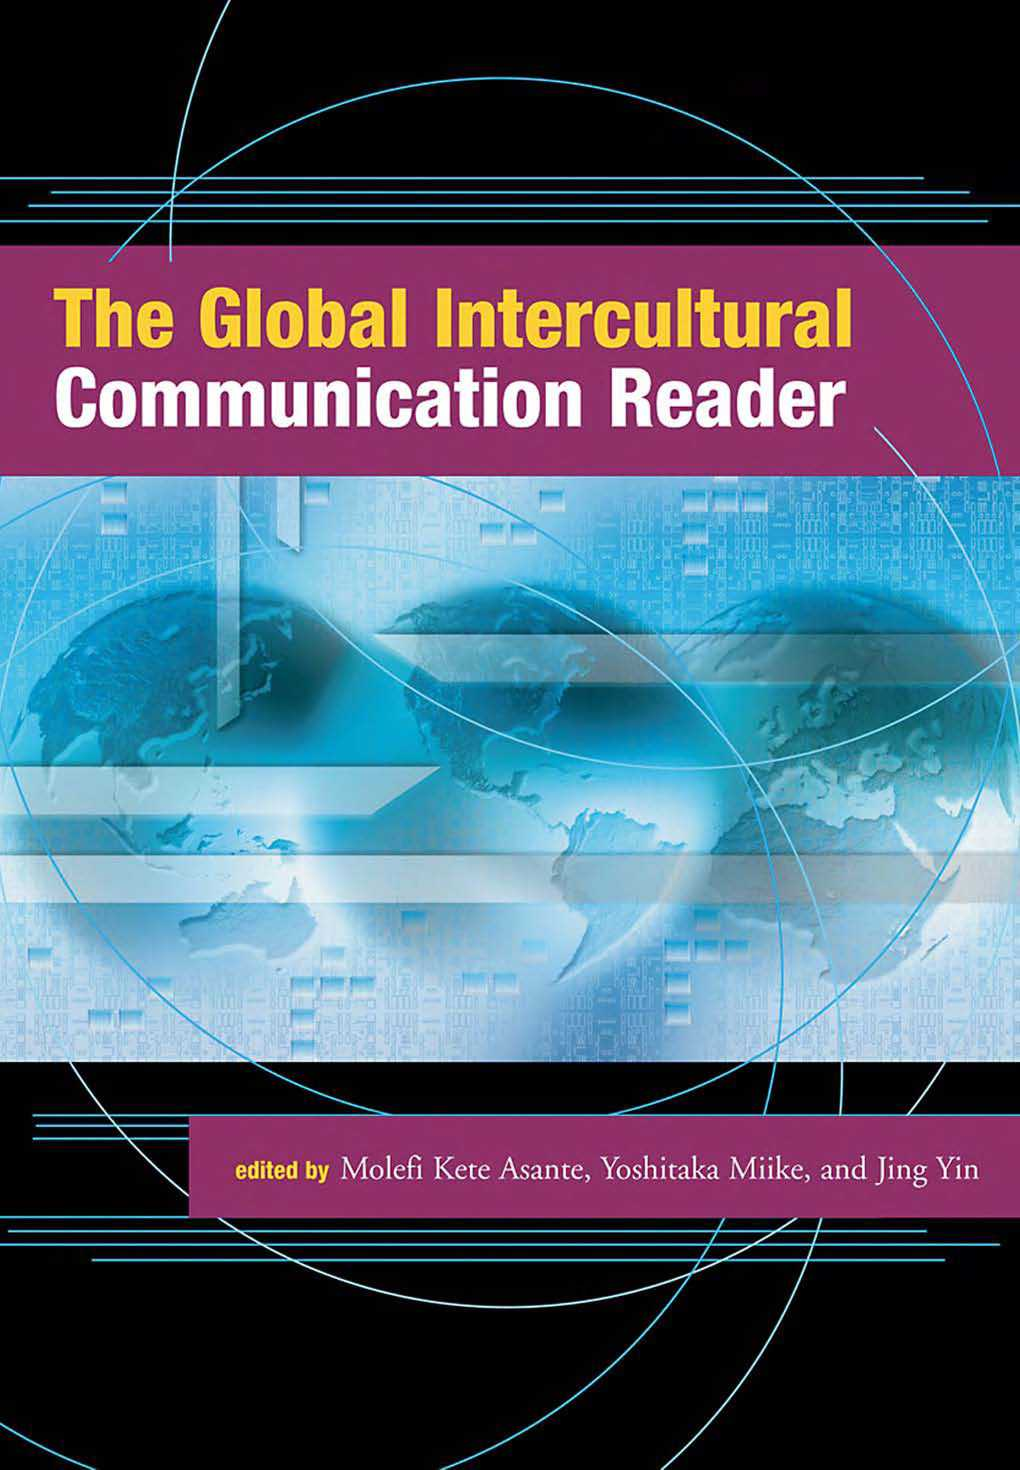 The Global Intercultural
Communication Reader
edited by Molefi Kete Asante, Yoshitaka Miike, and Jing Yin